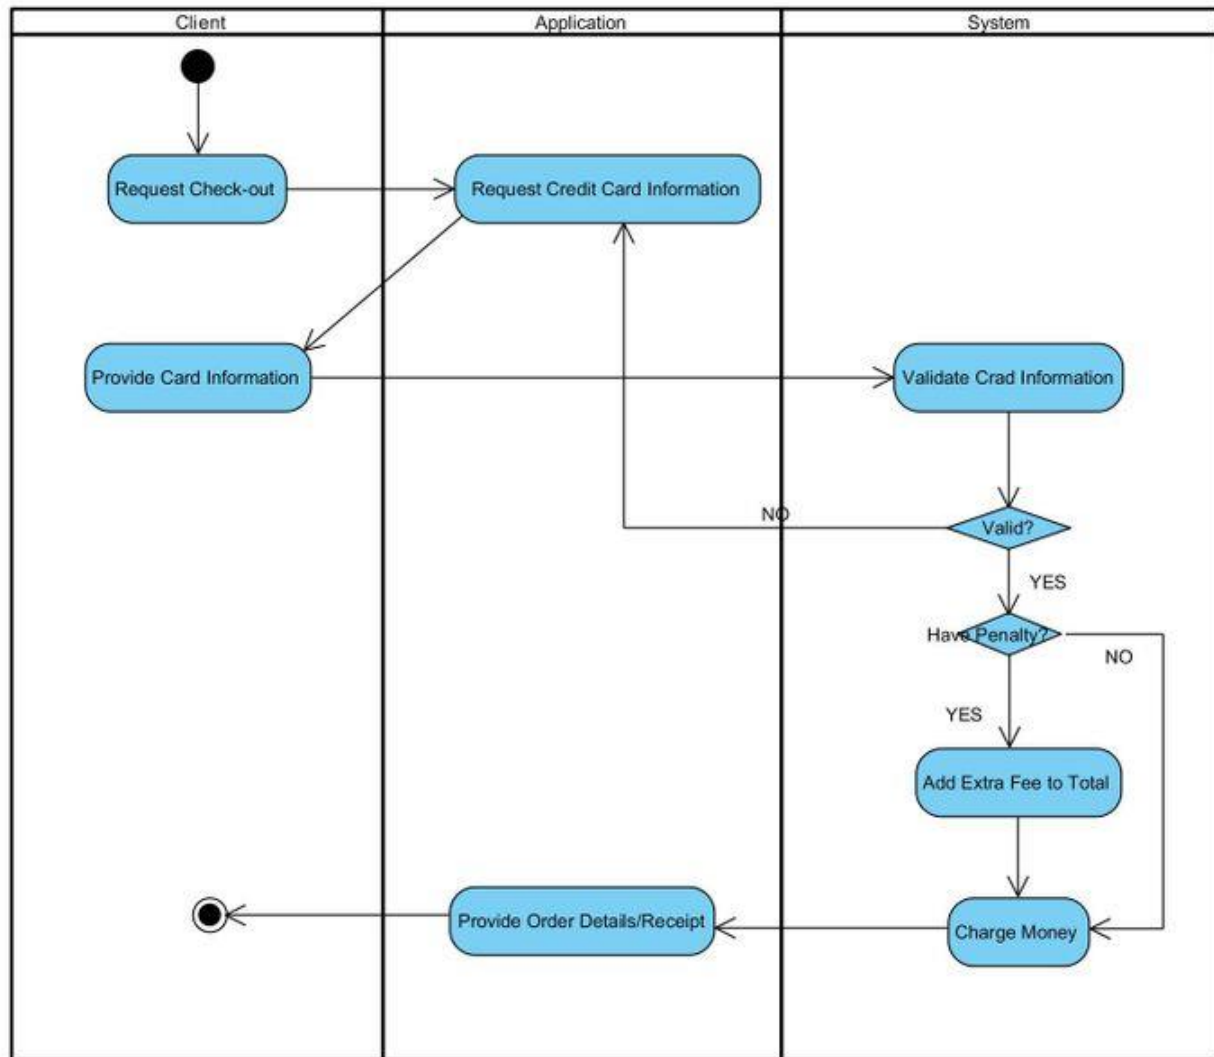 Client
Application
System
Request Check-out
Request Credit Card Information
Provide Card Information
Validate Crad Information
NO
Valid?
YES
Have Penalty?
NO
YES
Add Extra Fee to Total
Provide Order Details/Receipt
Charge Money